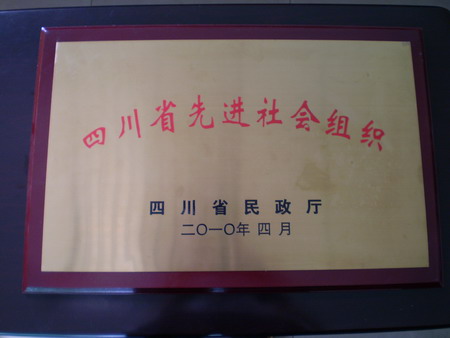 四川省先进社会组织
四川省民政厅
二〇一〇年四月